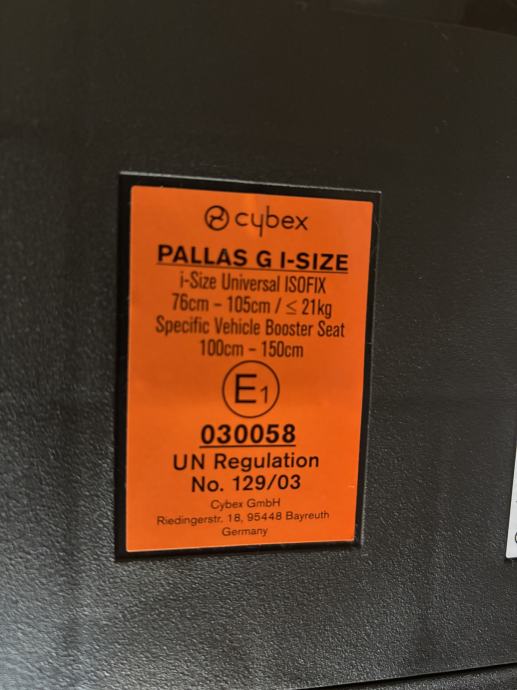 cybex
PALLAS G I-SIZE
i-Size Universal ISOFIX
76cm – 105cm / ≤ 21kg
Specific Vehicle Booster Seat
100cm – 150cm
E1
030058
UN Regulation
No. 129/03
Cybex GmbH
Riedingerstr. 18, 95448 Bayreuth
Germany